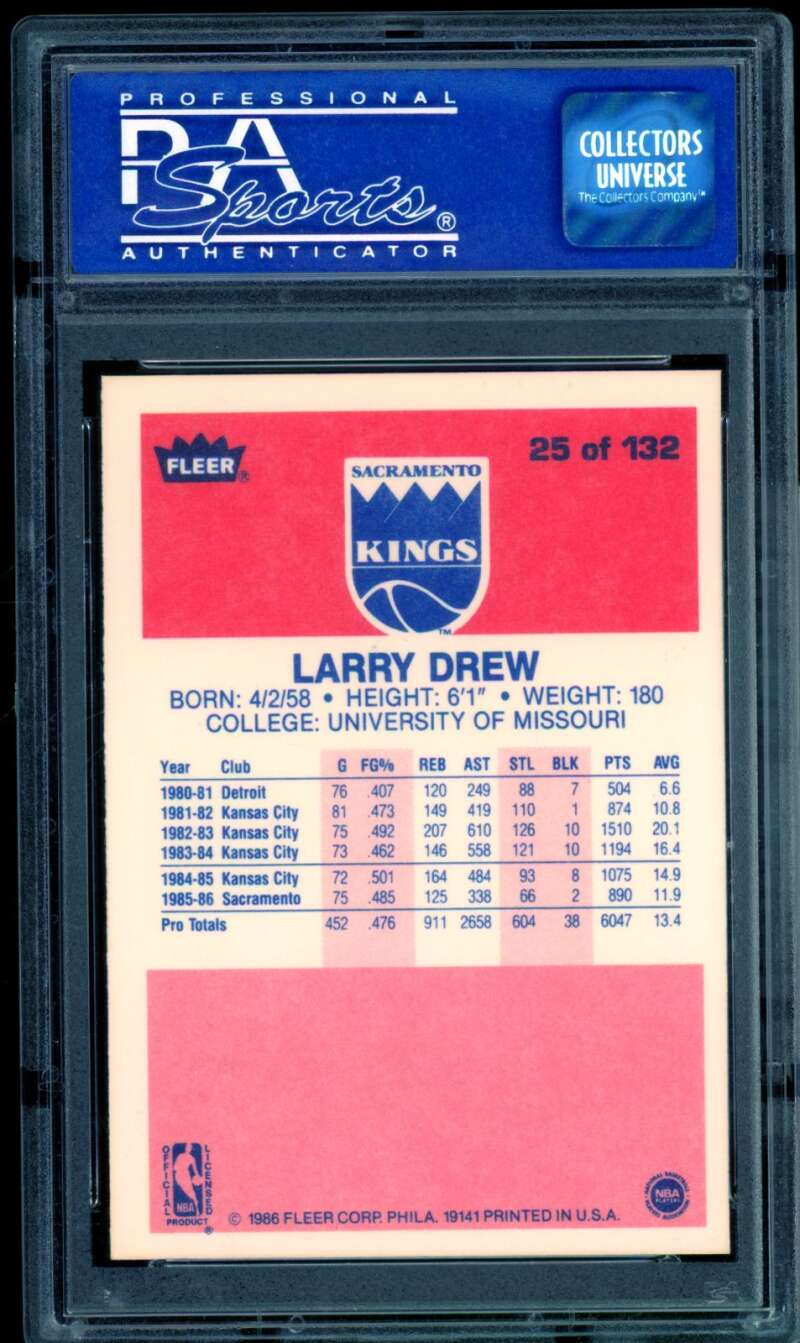 PROFESSIONAL
PSA
Sports®
AUTHENTICATOR
COLLECTORS
UNIVERSE
The Collectors Company™
FLEER®
25 of 132
SACRAMENTO
KINGS
TM
LARRY DREW
BORN: 4/2/58 • HEIGHT: 6'1" • WEIGHT: 180
COLLEGE: UNIVERSITY OF MISSOURI
Year Club G FG% REB AST STL BLK PTS AVG
1980-81 Detroit 76 .407 120 249 88 7 504 6.6
1981-82 Kansas City 81 .473 149 419 110 1 874 10.8
1982-83 Kansas City 75 .492 207 610 126 10 1510 20.1
1983-84 Kansas City 73 .462 146 558 121 10 1194 16.4
1984-85 Kansas City 72 .501 164 484 93 8 1075 14.9
1985-86 Sacramento 75 .485 125 338 66 2 890 11.9
Pro Totals 452 .476 911 2658 604 38 6047 13.4
OFFICIAL
LICENSED
NBA
PRODUCT
®
NATIONAL BASKETBALL
NBA
PLAYERS
ASSOCIATION
© 1986 FLEER CORP. PHILA. 19141 PRINTED IN U.S.A.